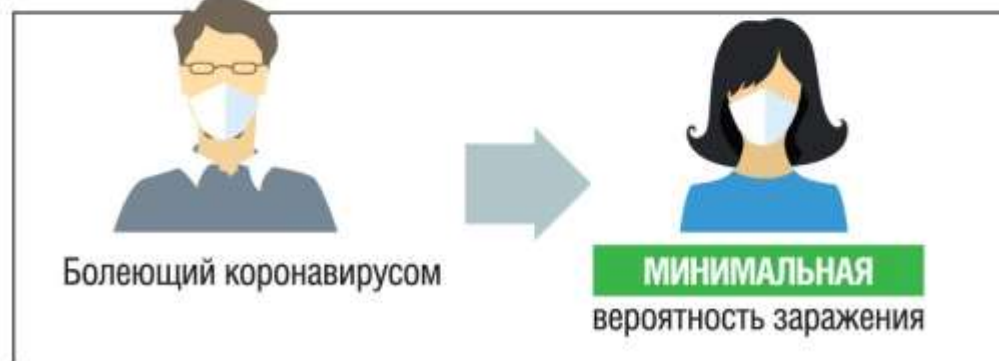 Болеющий коронавирусом
МИНИМАЛЬНАЯ
вероятность заражения